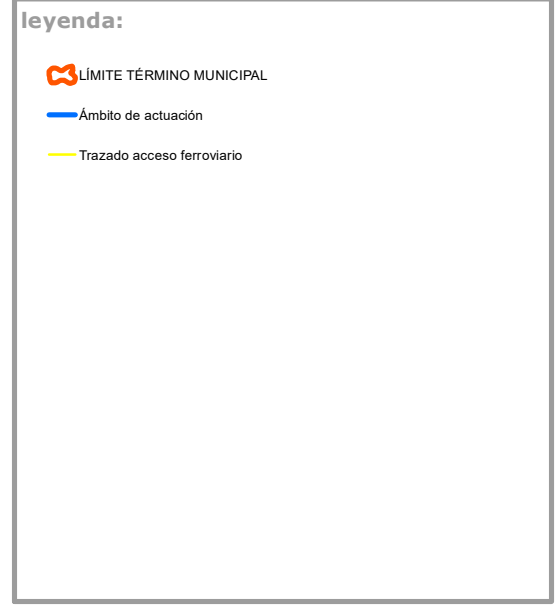 leyenda:
LÍMITE TÉRMINO MUNICIPAL
Ámbito de actuación
Trazado acceso ferroviario